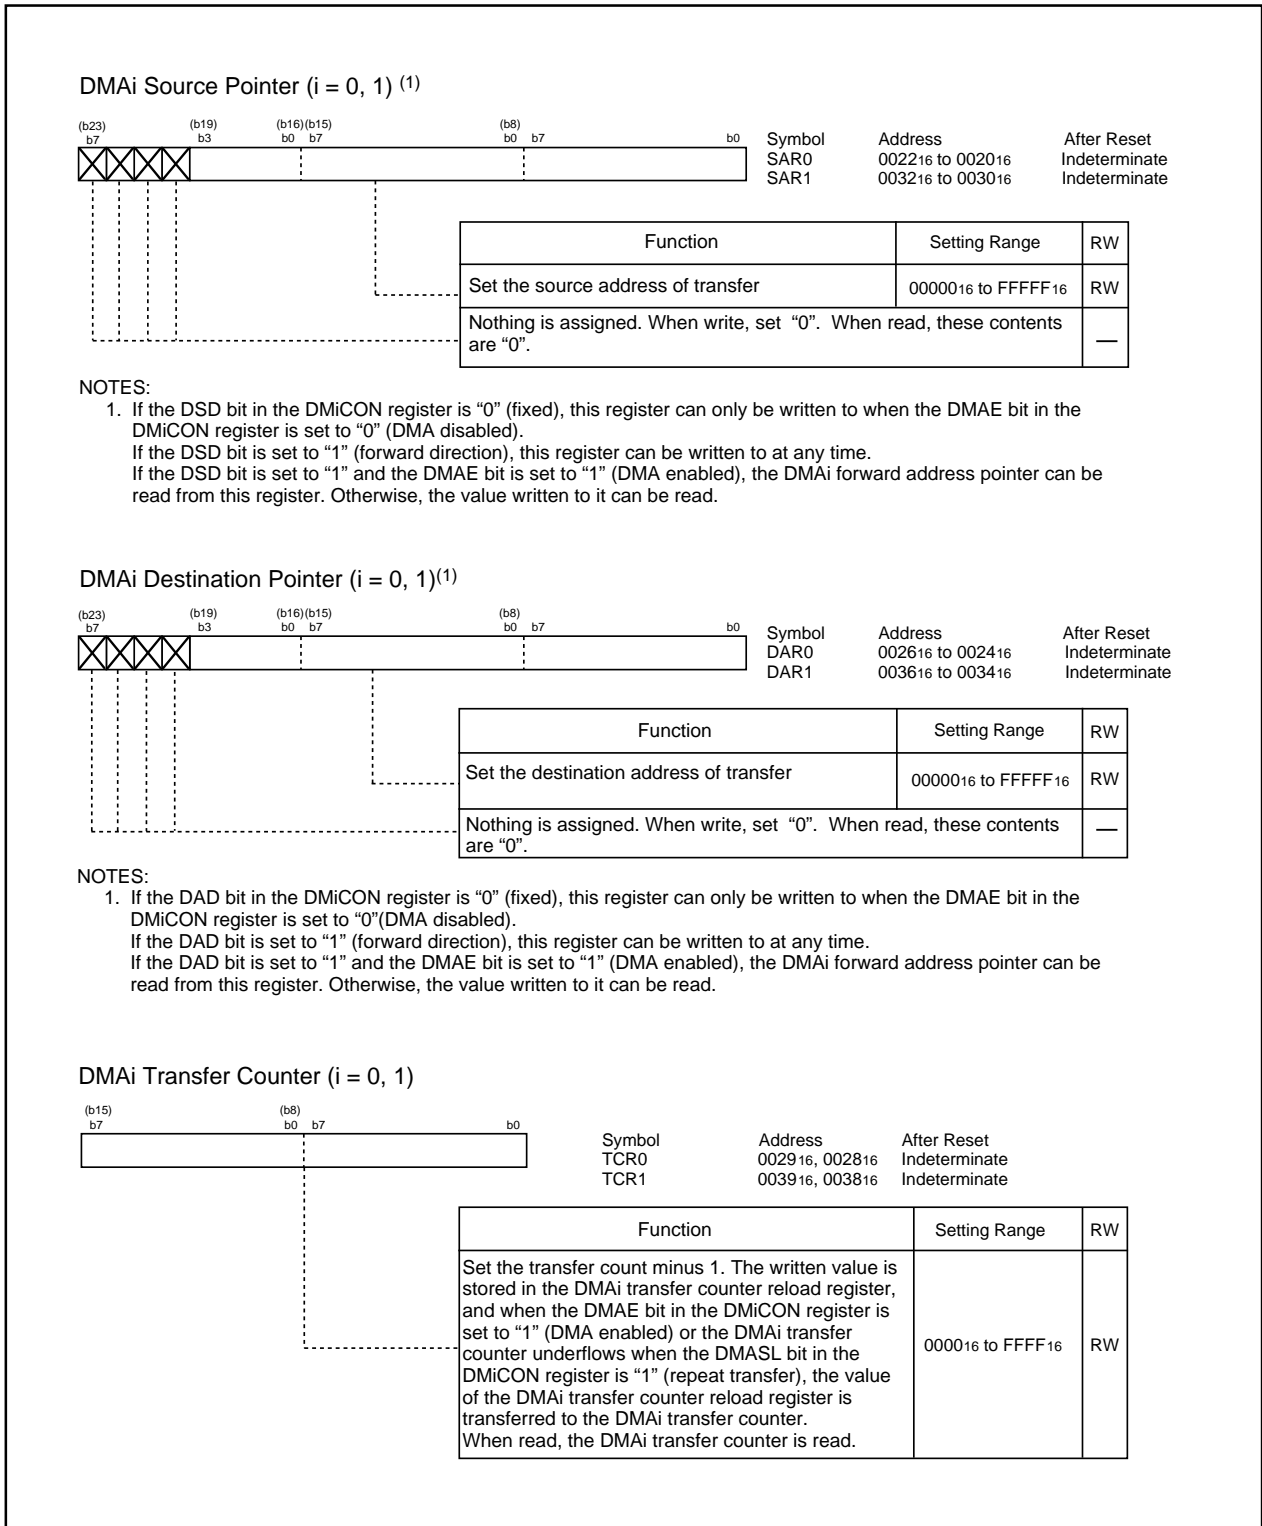 DMAi Source Pointer (i = 0, 1) (1)
(b23) (b19) (b16)(b15) (b8)
b7 b3 b0 b7 b0 b7 b0
Symbol Address After Reset
SAR0 002216 to 002016 Indeterminate
SAR1 003216 to 003016 Indeterminate
Function Setting Range RW
Set the source address of transfer 0000016 to FFFFF16 RW
Nothing is assigned. When write, set “0”. When read, these contents
are “0”. —
NOTES:
1. If the DSD bit in the DMiCON register is “0” (fixed), this register can only be written to when the DMAE bit in the
DMiCON register is set to “0” (DMA disabled).
If the DSD bit is set to “1” (forward direction), this register can be written to at any time.
If the DSD bit is set to “1” and the DMAE bit is set to “1” (DMA enabled), the DMAi forward address pointer can be
read from this register. Otherwise, the value written to it can be read.
DMAi Destination Pointer (i = 0, 1)(1)
(b23) (b19) (b16)(b15) (b8)
b7 b3 b0 b7 b0 b7 b0
Symbol Address After Reset
DAR0 002616 to 002416 Indeterminate
DAR1 003616 to 003416 Indeterminate
Function Setting Range RW
Set the destination address of transfer 0000016 to FFFFF16 RW
Nothing is assigned. When write, set “0”. When read, these contents
are “0”. —
NOTES:
1. If the DAD bit in the DMiCON register is “0” (fixed), this register can only be written to when the DMAE bit in the
DMiCON register is set to “0”(DMA disabled).
If the DAD bit is set to “1” (forward direction), this register can be written to at any time.
If the DAD bit is set to “1” and the DMAE bit is set to “1” (DMA enabled), the DMAi forward address pointer can be
read from this register. Otherwise, the value written to it can be read.
DMAi Transfer Counter (i = 0, 1)
(b15) (b8)
b7 b0 b7 b0
Symbol Address After Reset
TCR0 002916, 002816 Indeterminate
TCR1 003916, 003816 Indeterminate
Function Setting Range RW
Set the transfer count minus 1. The written value is
stored in the DMAi transfer counter reload register,
and when the DMAE bit in the DMiCON register is
set to “1” (DMA enabled) or the DMAi transfer
counter underflows when the DMASL bit in the 000016 to FFFF16 RW
DMiCON register is “1” (repeat transfer), the value
of the DMAi transfer counter reload register is
transferred to the DMAi transfer counter.
When read, the DMAi transfer counter is read.